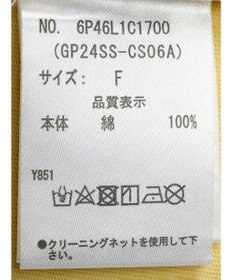 NO. 6P46L1C1700
(GP24SS-CS06A)
サイズ: F
品質表示
本体 綿 100%
Y851
●クリーニングネットを使用して
下さい。